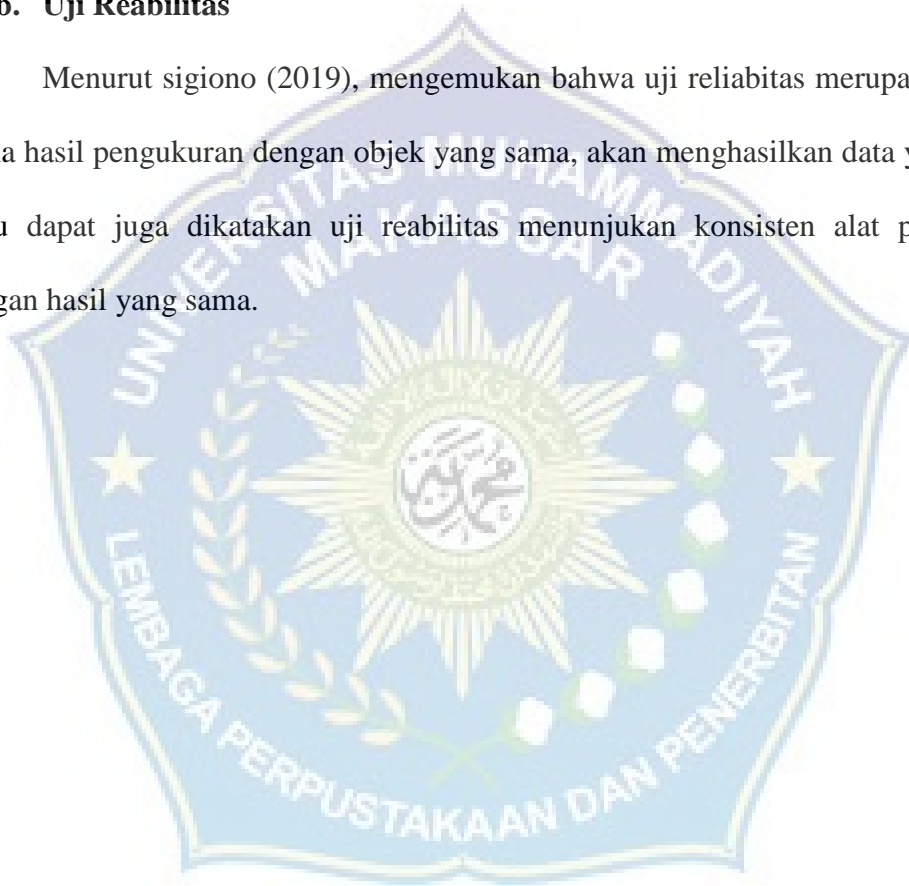 b. Uji Reabilitas
Menurut sigiono (2019), mengemukan bahwa uji reliabitas merupa
a hasil pengukuran dengan objek yang sama, akan menghasilkan data y
u dapat juga dikatakan uji reabilitas menunjukan konsisten alat p
gan hasil yang sama.
UNIVERSITAS MUHAMMADIYAH
MAKASSAR
محمد
LEMBAGA PERPUSTAKAAN DAN PENERBITAN